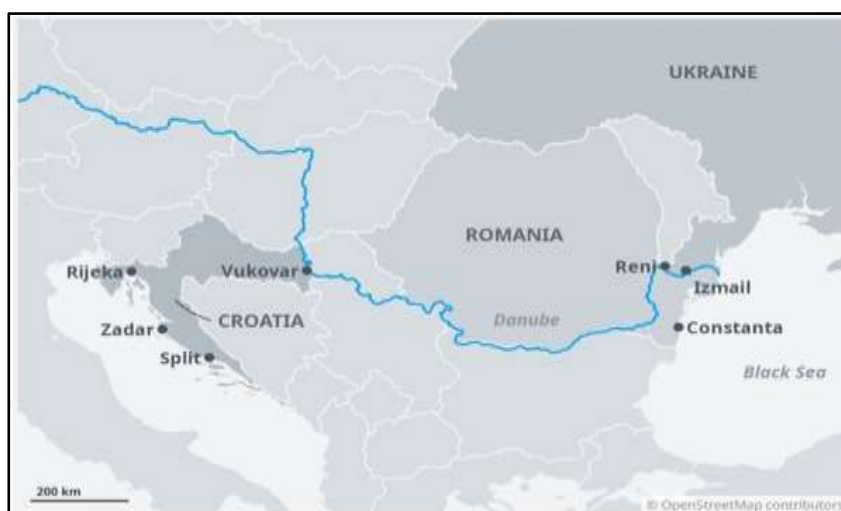 UKRAINE
ROMANIA
Reni
Izmail
Rijeka
Vukovar
CROATIA
Zadar
Danube
Constanta
Split
Black Sea
200 km
© OpenStreetMap contributors